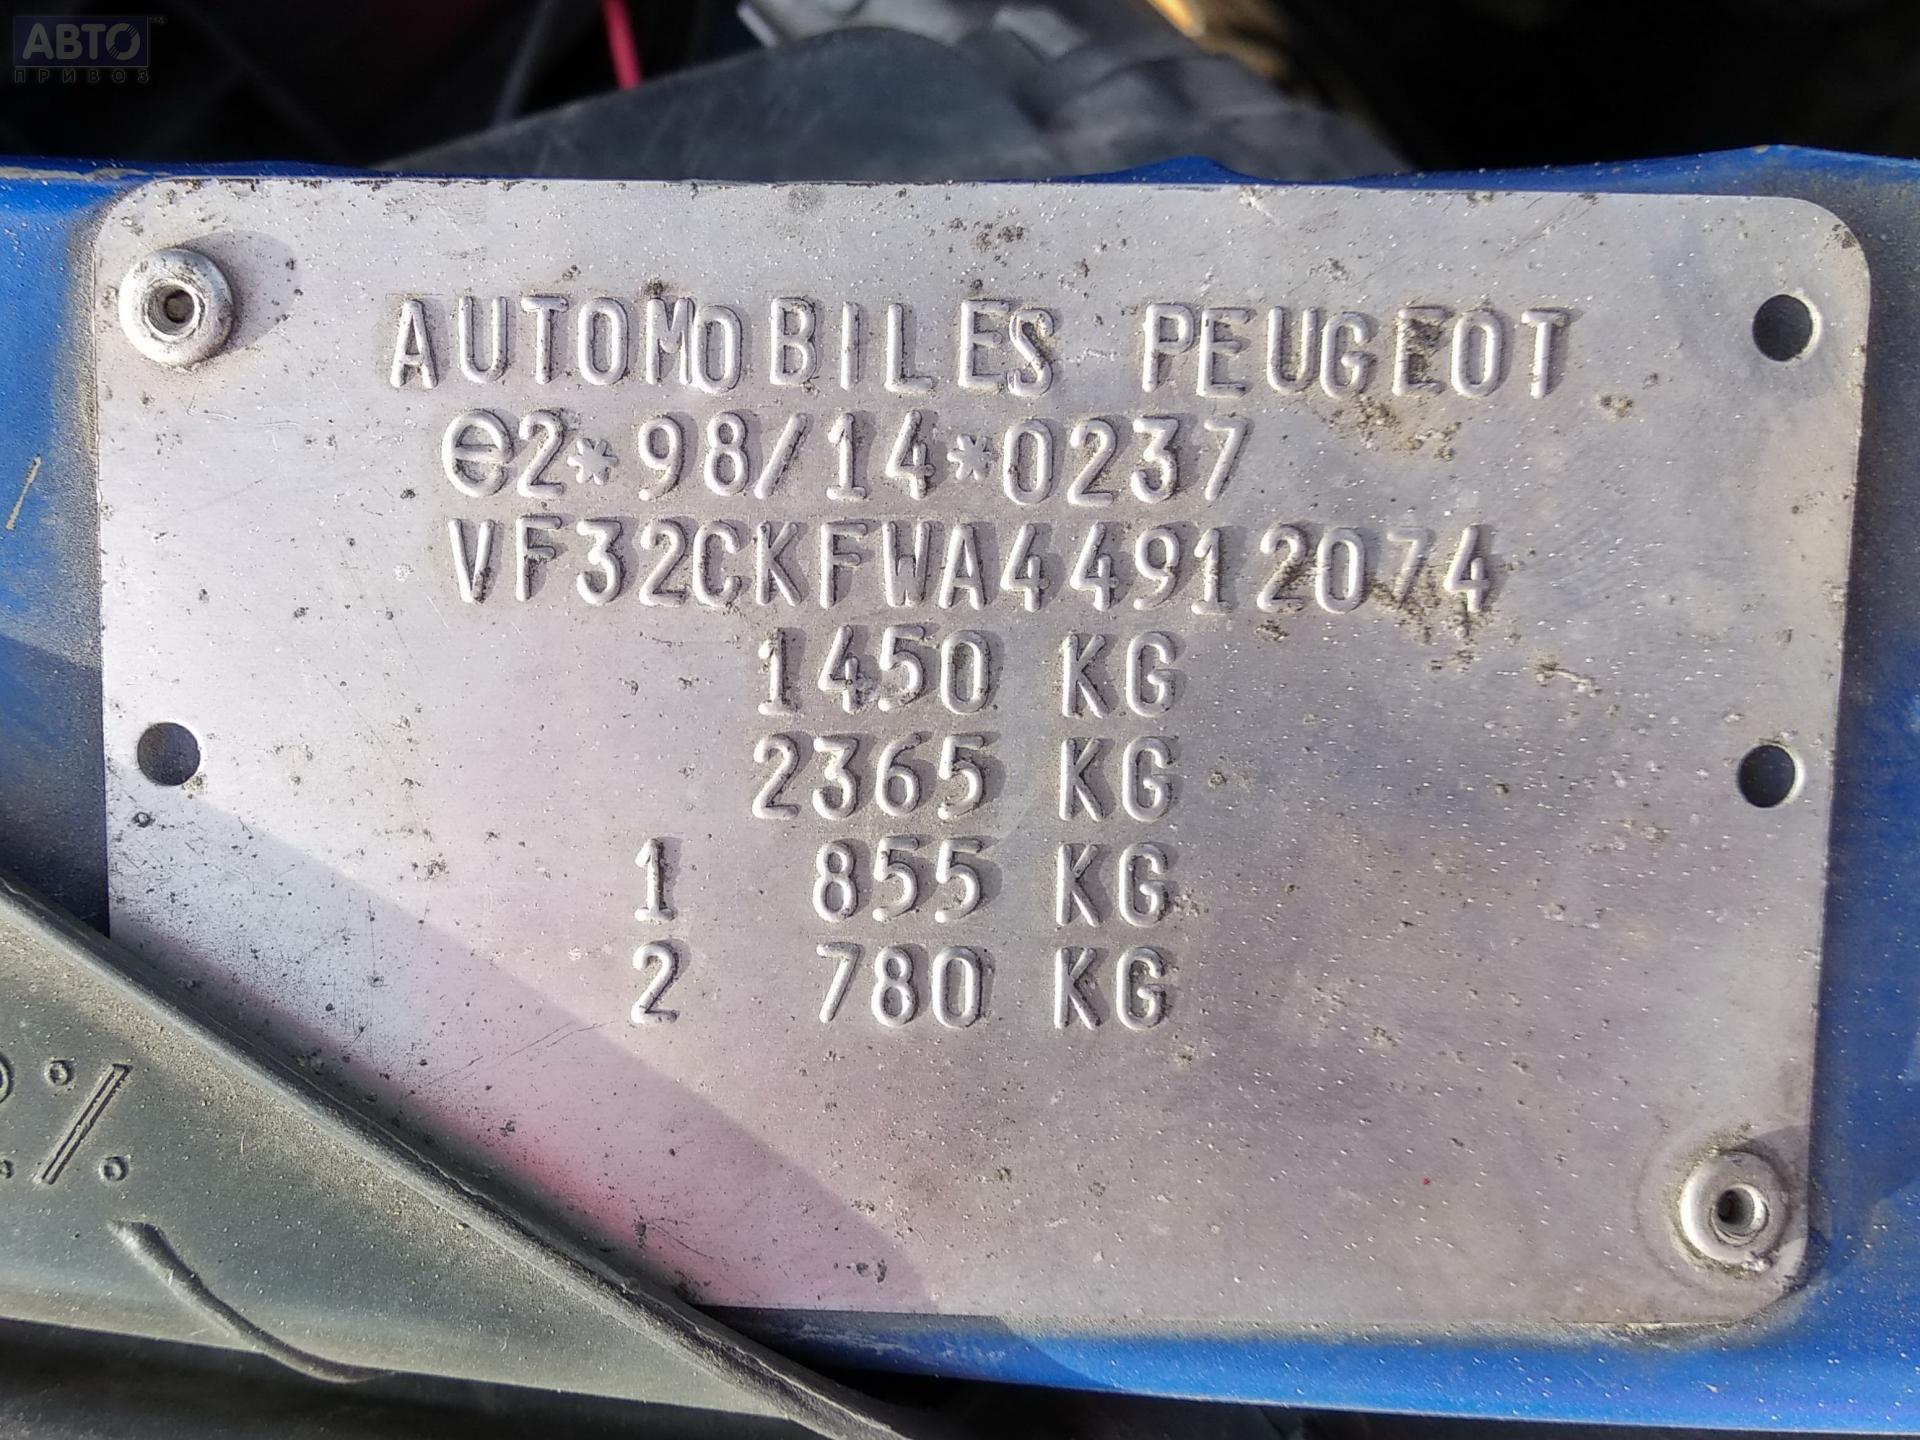 АВТО
ПРИВОЗ
AUTOMOBILES PEUGEOT
e2*98/14*0237
VF32CKFWA44912074
1450 KG
2365 KG
1 855 KG
2 780 KG